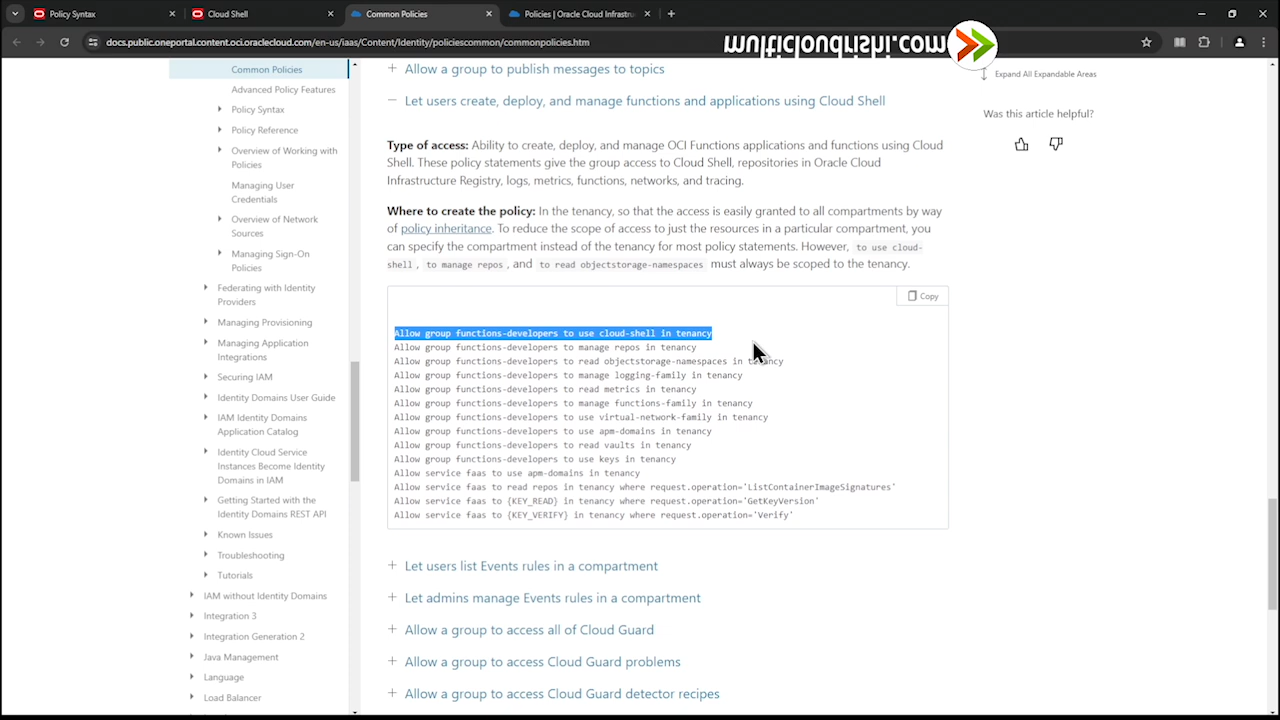 Policy Syntax
Cloud Shell
Common Policies
Policies | Oracle Cloud Infrastru
docs.public.oneportal.content.oci.oraclecloud.com/en-us/iaas/Content/Identity/policiescommon/commonpolicies.htm
multicloudrishi.com
Common Policies
Advanced Policy Features
Policy Syntax
Policy Reference
Overview of Working with
Policies
Managing User
Credentials
Overview of Network
Sources
Managing Sign-On
Policies
Federating with Identity
Providers
Managing Provisioning
Managing Application
Integrations
Securing IAM
Identity Domains User Guide
IAM Identity Domains
Application Catalog
Identity Cloud Service
Instances Become Identity
Domains in IAM
Getting Started with the
Identity Domains REST API
Known Issues
Troubleshooting
Tutorials
IAM without Identity Domains
Integration 3
Integration Generation 2
Java Management
Language
Load Balancer
Allow a group to publish messages to topics
Let users create, deploy, and manage functions and applications using Cloud Shell
Type of access: Ability to create, deploy, and manage OCI Functions applications and functions using Cloud
Shell. These policy statements give the group access to Cloud Shell, repositories in Oracle Cloud
Infrastructure Registry, logs, metrics, functions, networks, and tracing.
Where to create the policy: In the tenancy, so that the access is easily granted to all compartments by way
of policy inheritance. To reduce the scope of access to just the resources in a particular compartment, you
can specify the compartment instead of the tenancy for most policy statements. However, to use cloud-
shell, to manage repos, and to read objectstorage-namespaces must always be scoped to the tenancy.
Copy
Allow group functions-developers to use cloud-shell in tenancy
Allow group functions-developers to manage repos in tenancy
Allow group functions-developers to read objectstorage-namespaces in tenancy
Allow group functions-developers to manage logging-family in tenancy
Allow group functions-developers to read metrics in tenancy
Allow group functions-developers to manage functions-family in tenancy
Allow group functions-developers to use virtual-network-family in tenancy
Allow group functions-developers to use apm-domains in tenancy
Allow group functions-developers to read vaults in tenancy
Allow group functions-developers to use keys in tenancy
Allow service faas to use apm-domains in tenancy
Allow service faas to read repos in tenancy where request.operation='ListContainerImageSignatures'
Allow service faas to {KEY_READ} in tenancy where request.operation='GetKeyVersion'
Allow service faas to {KEY_VERIFY} in tenancy where request.operation='Verify'
Let users list Events rules in a compartment
Let admins manage Events rules in a compartment
Allow a group to access all of Cloud Guard
Allow a group to access Cloud Guard problems
Allow a group to access Cloud Guard detector recipes
Expand All Expandable Areas
Was this article helpful?